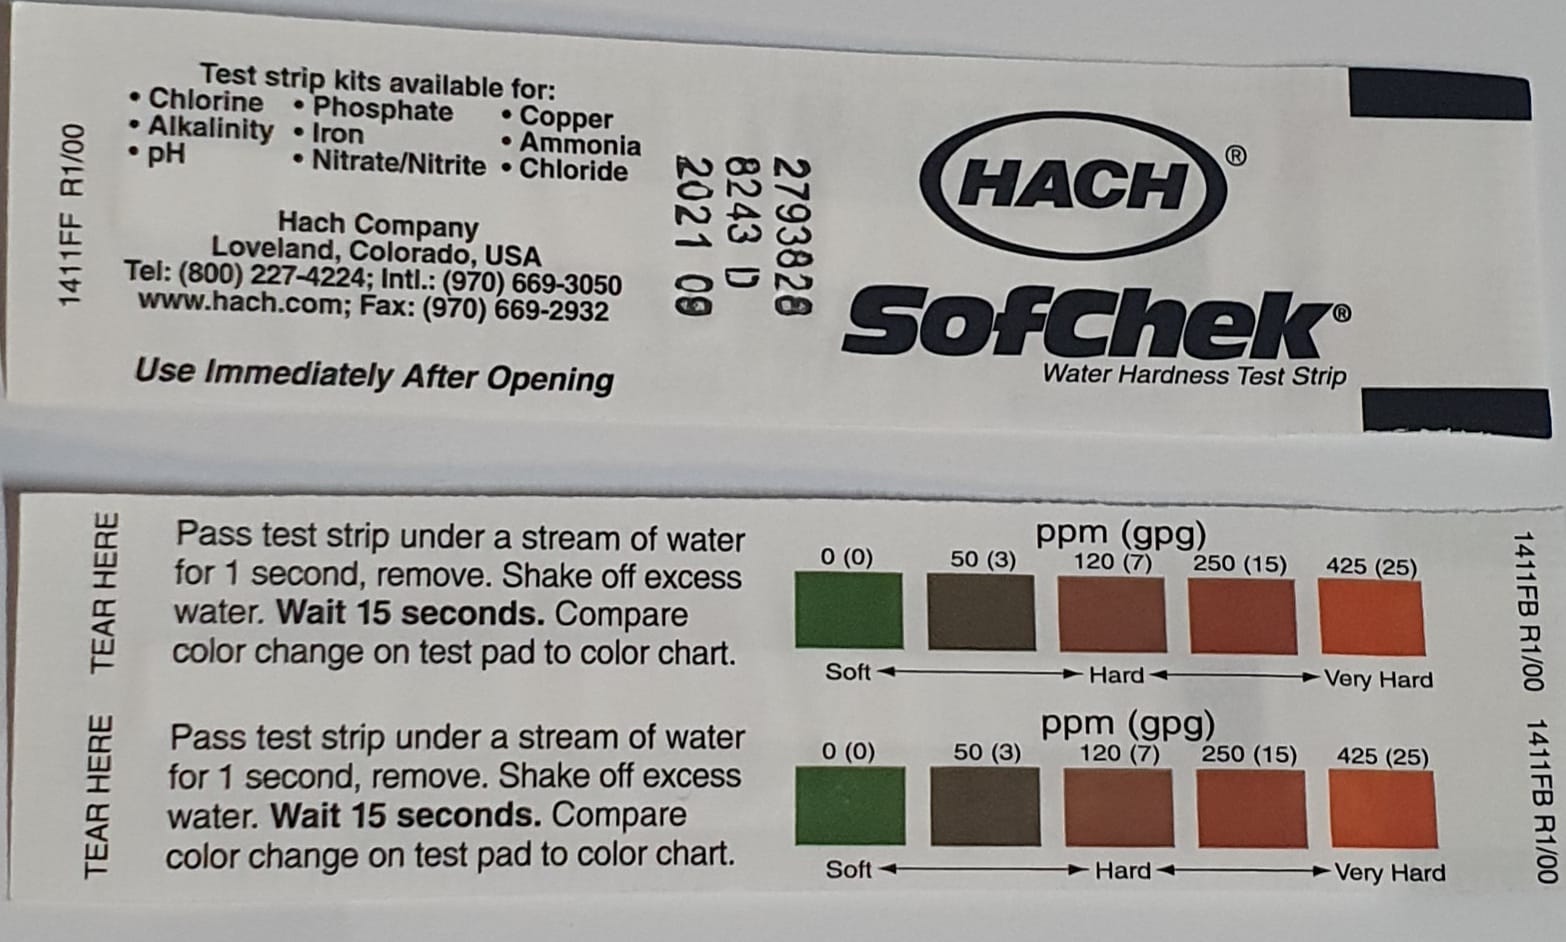 Test strip kits available for:
• Chlorine • Phosphate • Copper
• Alkalinity • Iron • Ammonia
• pH • Nitrate/Nitrite • Chloride
Hach Company
Loveland, Colorado, USA
Tel: (800) 227-4224; Intl.: (970) 669-3050
www.hach.com; Fax: (970) 669-2932
Use Immediately After Opening
1411FF R1/00
2793828
8243 D
2021
HACH®
SofChek®
Water Hardness Test Strip
TEAR HERE
Pass test strip under a stream of water
for 1 second, remove. Shake off excess
water. Wait 15 seconds. Compare
color change on test pad to color chart.
ppm (gpg)
0 (0) 50 (3) 120 (7) 250 (15) 425 (25)
Soft Hard Very Hard
1411FB R1/00
TEAR HERE
Pass test strip under a stream of water
for 1 second, remove. Shake off excess
water. Wait 15 seconds. Compare
color change on test pad to color chart.
ppm (gpg)
0 (0) 50 (3) 120 (7) 250 (15) 425 (25)
Soft Hard Very Hard
1411FB R1/00